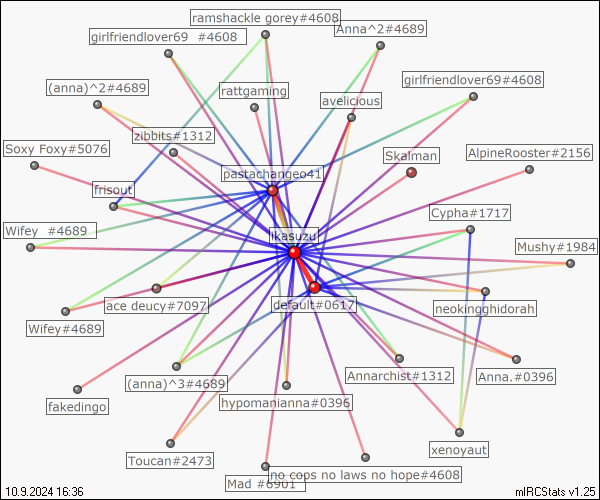 ramshackle gorey#4608
girlfriendlover69 #4608
Anna^2#4689
(anna)^2#4689
rattgaming
girlfriendlover69#4608
avelicious
zibbits#1312
Soxy Foxy#5076
Skalman
AlpineRooster#2156
pastachangeo41
frisout
Cypha#1717
Wifey #4689
ikasuzu
Mushy#1984
ace deucy#7097
default#0617
neokingghidorah
Wifey#4689
(anna)^3#4689
Annarchist#1312
Anna.#0396
fakedingo
hypomanianna#0396
xenoyaut
Toucan#2473
no cops no laws no hope#4608
Mad #6901
10.9.2024 16:36
mIRCStats v1.25